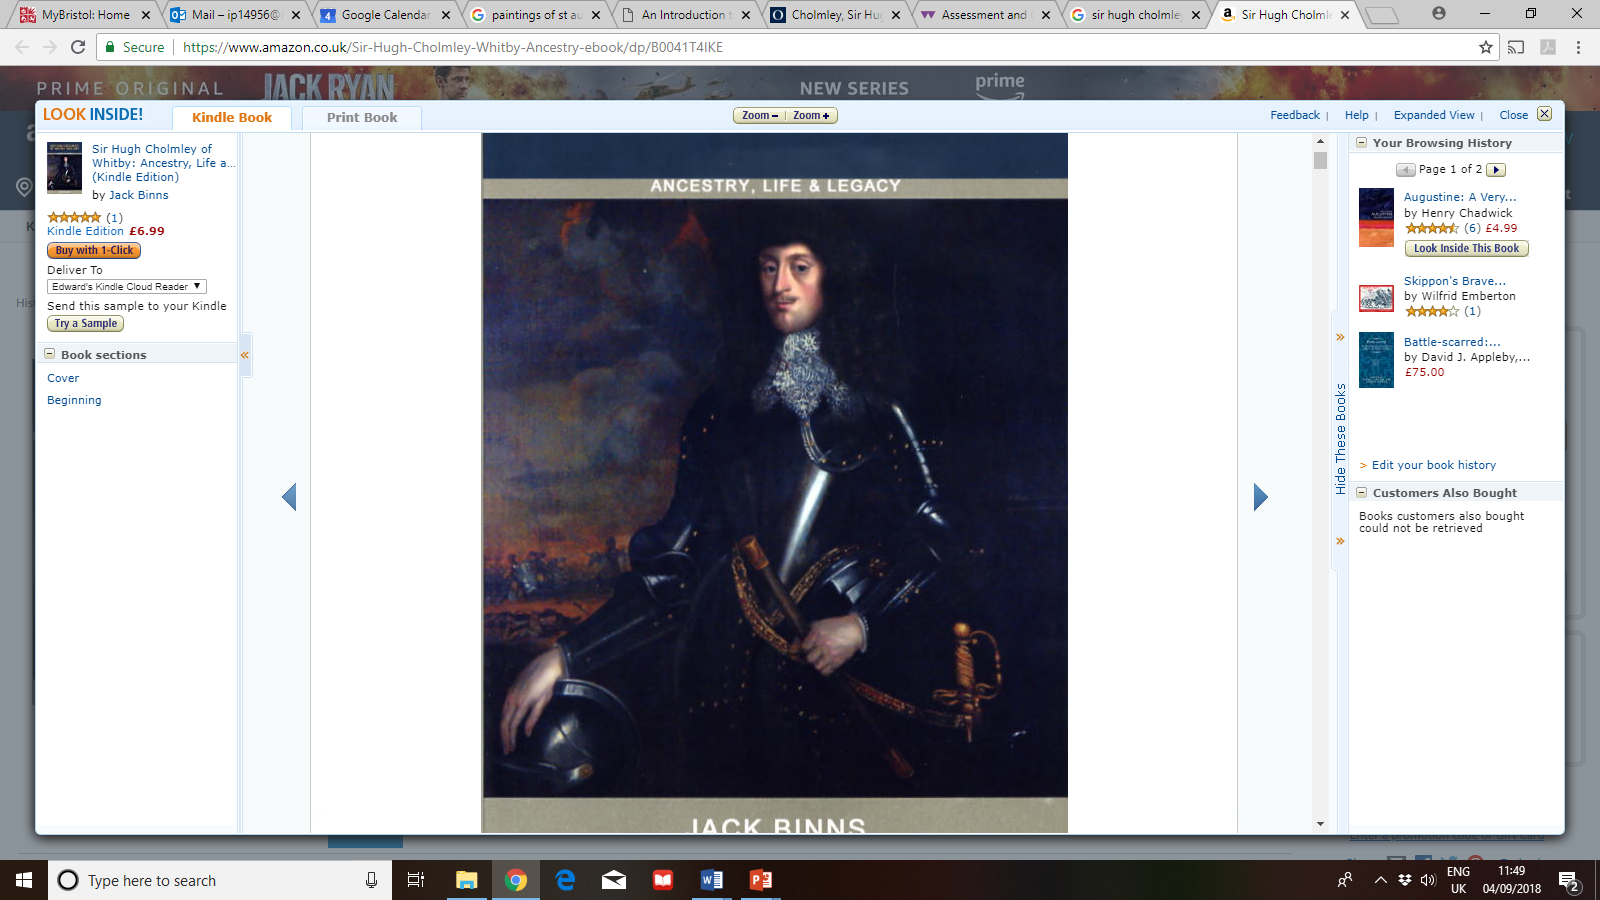 MyBristol: Home
Mail – ip14956@
Google Calendar
paintings of st au
An Introduction t
Cholmley, Sir Hu
Assessment and
sir hugh cholmley
Sir Hugh Cholml
Secure
https://www.amazon.co.uk/Sir-Hugh-Cholmley-Whitby-Ancestry-ebook/dp/B0041T4IKE
PRIME ORIGINAL
JACK RYAN
NEW SERIES
prime
LOOK INSIDE!
Kindle Book
Print Book
Zoom –
Zoom +
Feedback |
Help |
Expanded View |
Close
Sir Hugh Cholmley of
Whitby: Ancestry, Life a...
(Kindle Edition)
by Jack Binns
(1)
Kindle Edition £6.99
Buy with 1-Click
Deliver To
Edward's Kindle Cloud Reader
Send this sample to your Kindle
Try a Sample
Book sections
Cover
Beginning
ANCESTRY, LIFE & LEGACY
JACK BINNS
Hide These Books
Your Browsing History
Page 1 of 2
Augustine: A Very...
by Henry Chadwick
(6) £4.99
Look Inside This Book
Skippon's Brave...
by Wilfrid Emberton
(1)
Battle-scarred:...
by David J. Appleby,...
£75.00
> Edit your book history
Customers Also Bought
Books customers also bought
could not be retrieved
Enter a promotion code or Gift Card
Type here to search
ENG
UK
11:49
04/09/2018
2